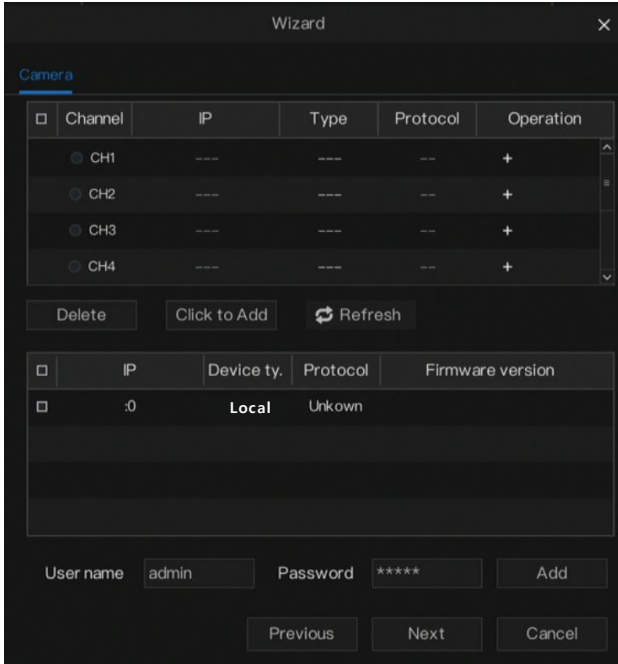 Wizard
Camera
Channel IP Type Protocol Operation
CH1 --- --- -- +
CH2 --- --- -- +
CH3 --- --- -- +
CH4 --- --- -- +
Delete Click to Add Refresh
IP Device ty. Protocol Firmware version
:0 Local Unkown
User name admin Password ***** Add
Previous Next Cancel